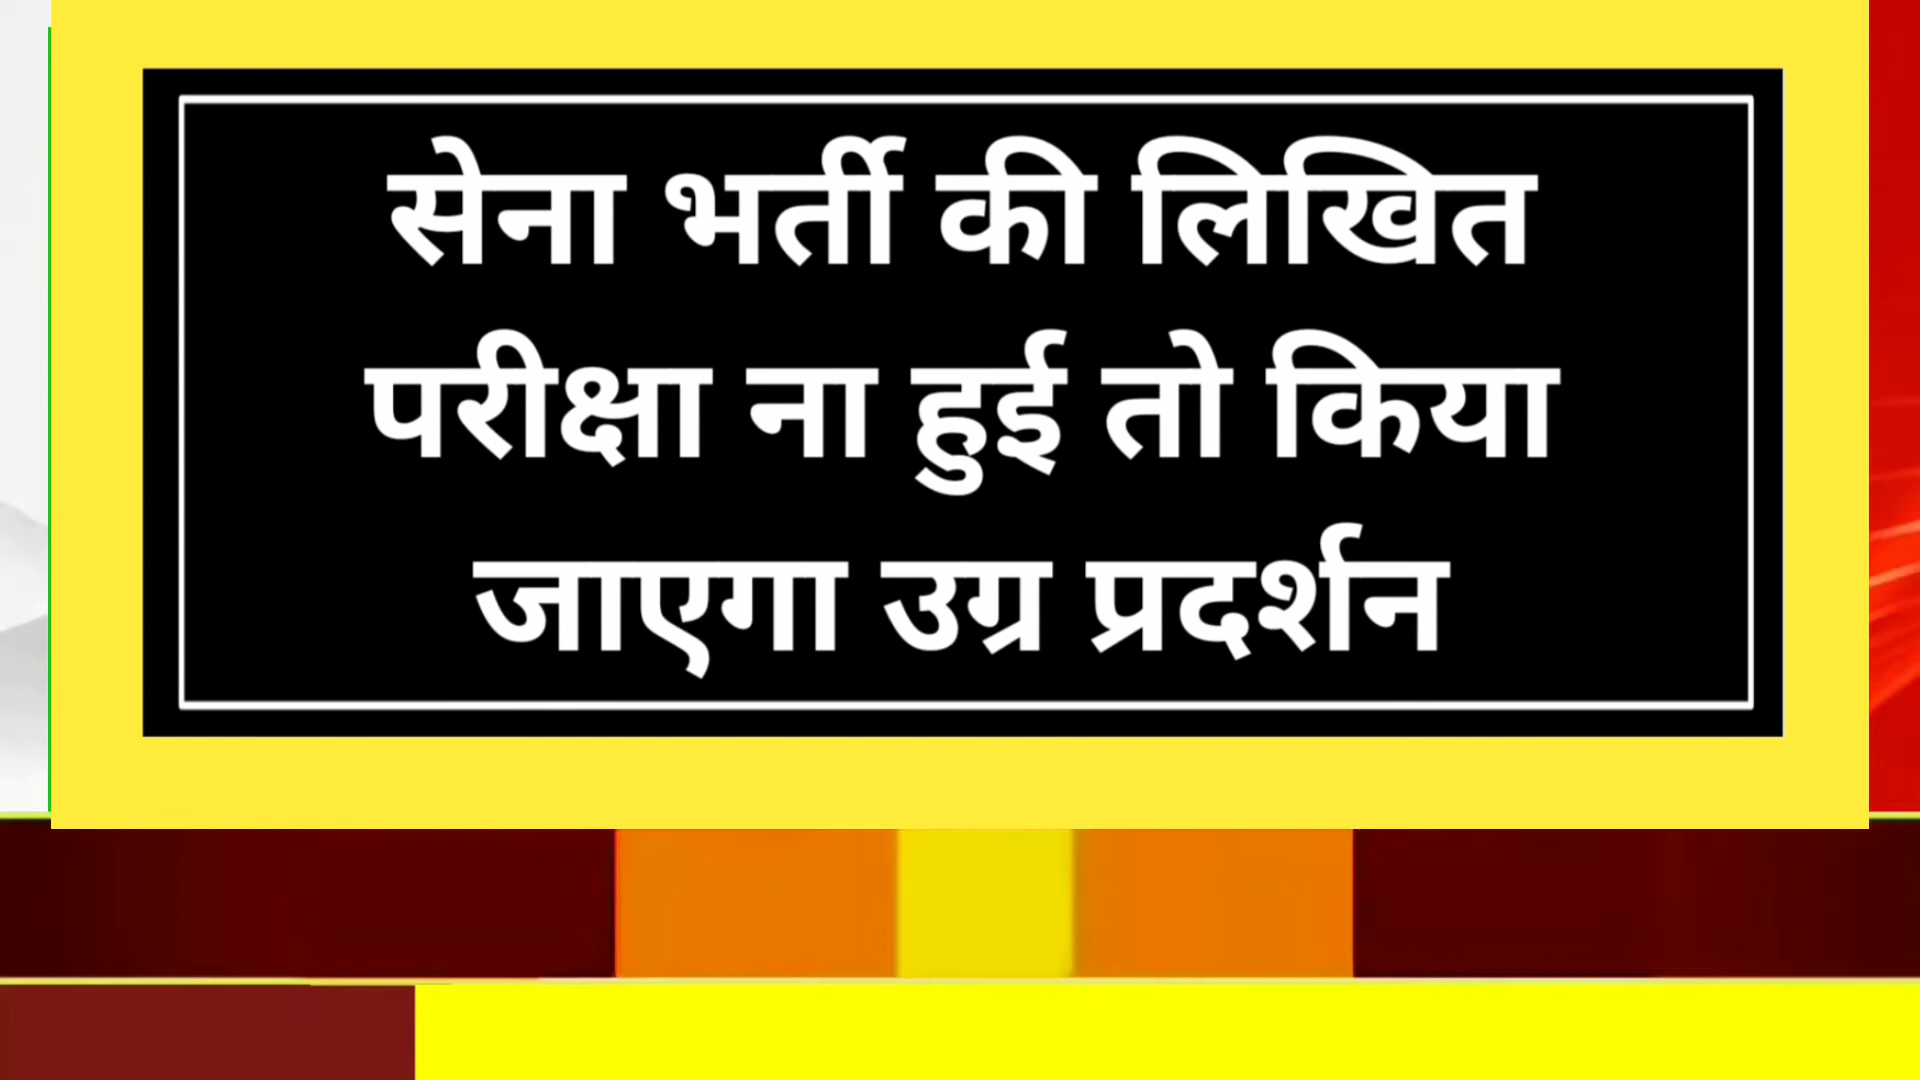 सेना भर्ती की लिखित
परीक्षा ना हुई तो किया
जाएगा उग्र प्रदर्शन